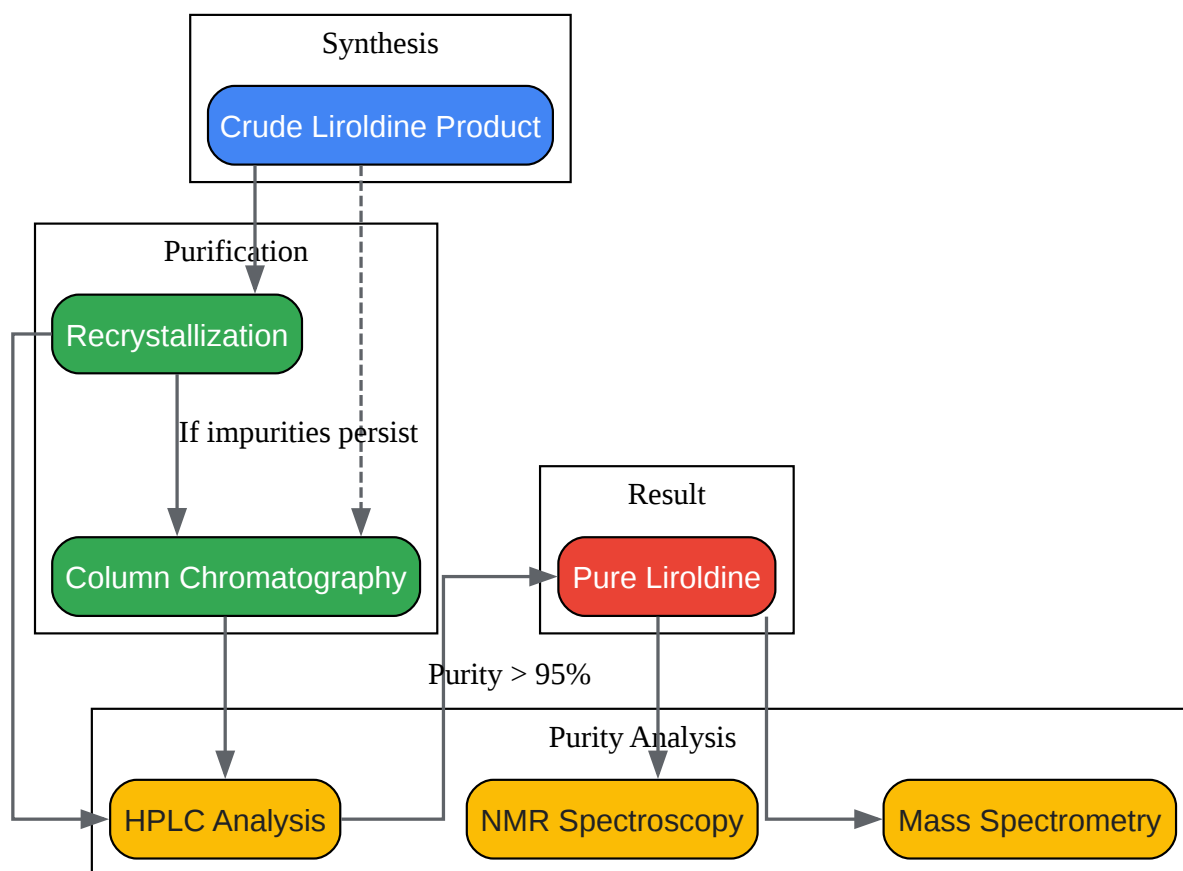 Synthesis
Crude Liroldine Product
Purification
Recrystallization
If impurities persist
Result
Column Chromatography
Pure Liroldine
Purity > 95%
Purity Analysis
HPLC Analysis
NMR Spectroscopy
Mass Spectrometry